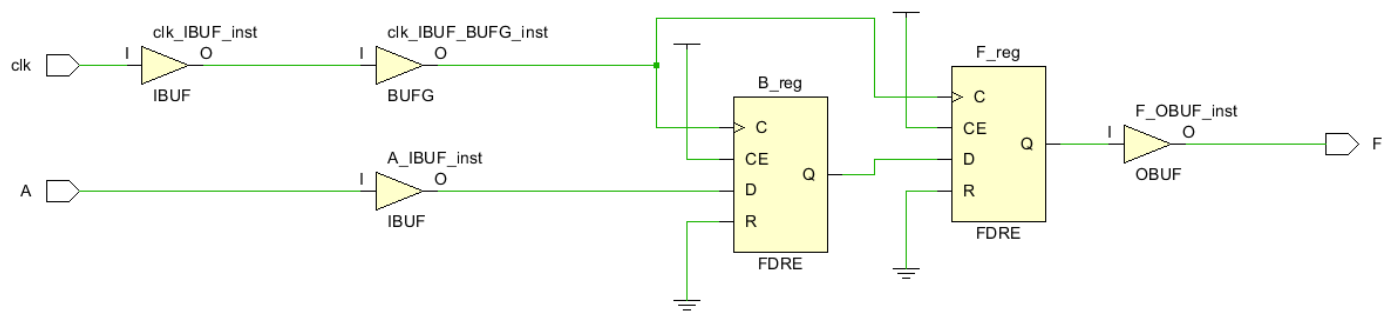 clk
I
clk_IBUF_inst
O
IBUF
I
clk_IBUF_BUFG_inst
O
BUFG
A
I
A_IBUF_inst
O
IBUF
B_reg
C
CE
D
R
Q
FDRE
F_reg
C
CE
D
R
Q
FDRE
I
F_OBUF_inst
O
OBUF
F